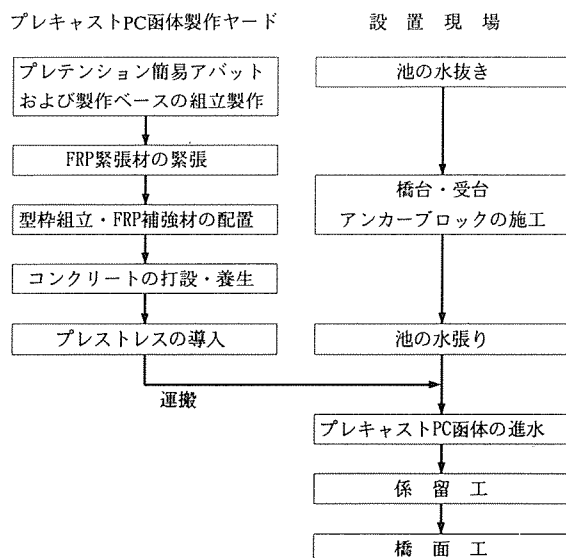 プレキャストPC函体製作ヤード
プレテンション簡易アバット
および製作ベースの組立製作
FRP緊張材の緊張
型枠組立・FRP補強材の配置
コンクリートの打設・養生
プレストレスの導入
運搬
設置現場
池の水抜き
橋台・受台
アンカーブロックの施工
池の水張り
プレキャストPC函体の進水
係留工
橋面工